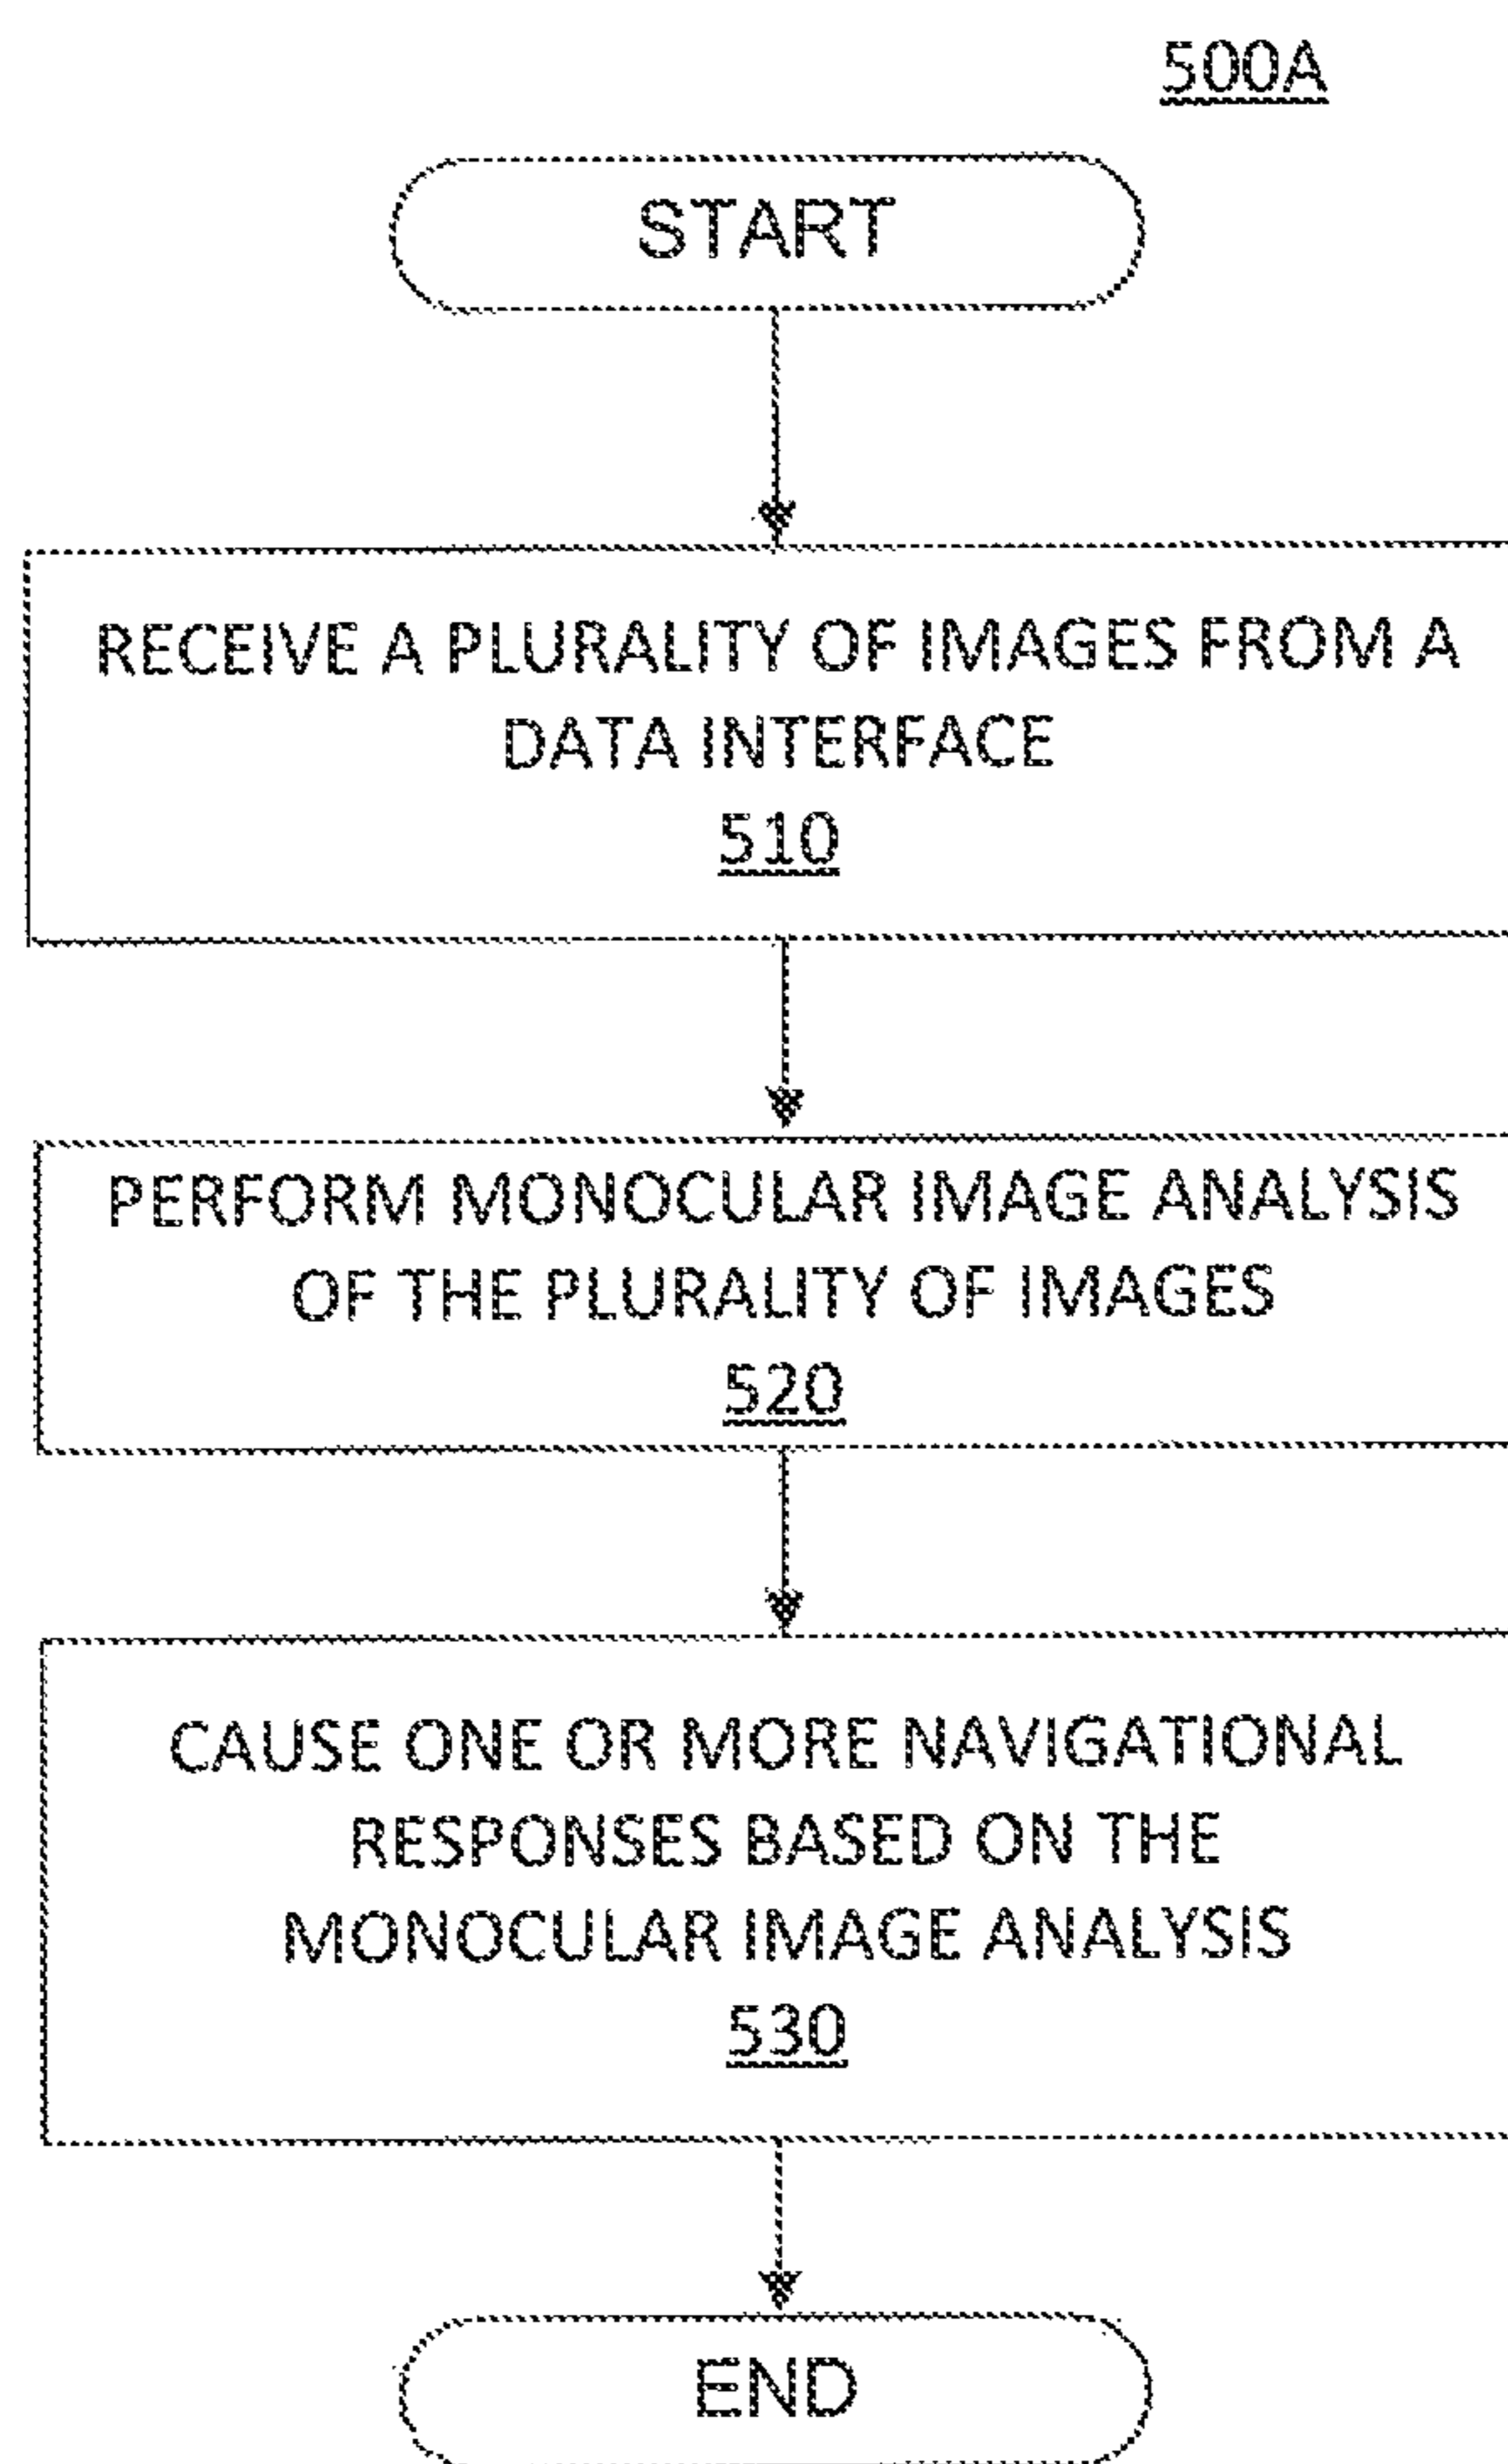 500A
START
RECEIVE A PLURALITY OF IMAGES FROM A
DATA INTERFACE
510
PERFORM MONOCULAR IMAGE ANALYSIS
OF THE PLURALITY OF IMAGES
520
CAUSE ONE OR MORE NAVIGATIONAL
RESPONSES BASED ON THE
MONOCULAR IMAGE ANALYSIS
530
END